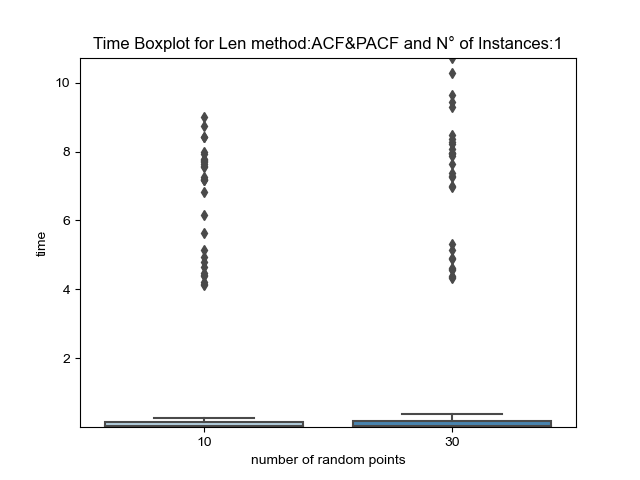 Time Boxplot for Len method:ACF&PACF and N° of Instances:1
10
8
6
4
2
time
10
30
number of random points